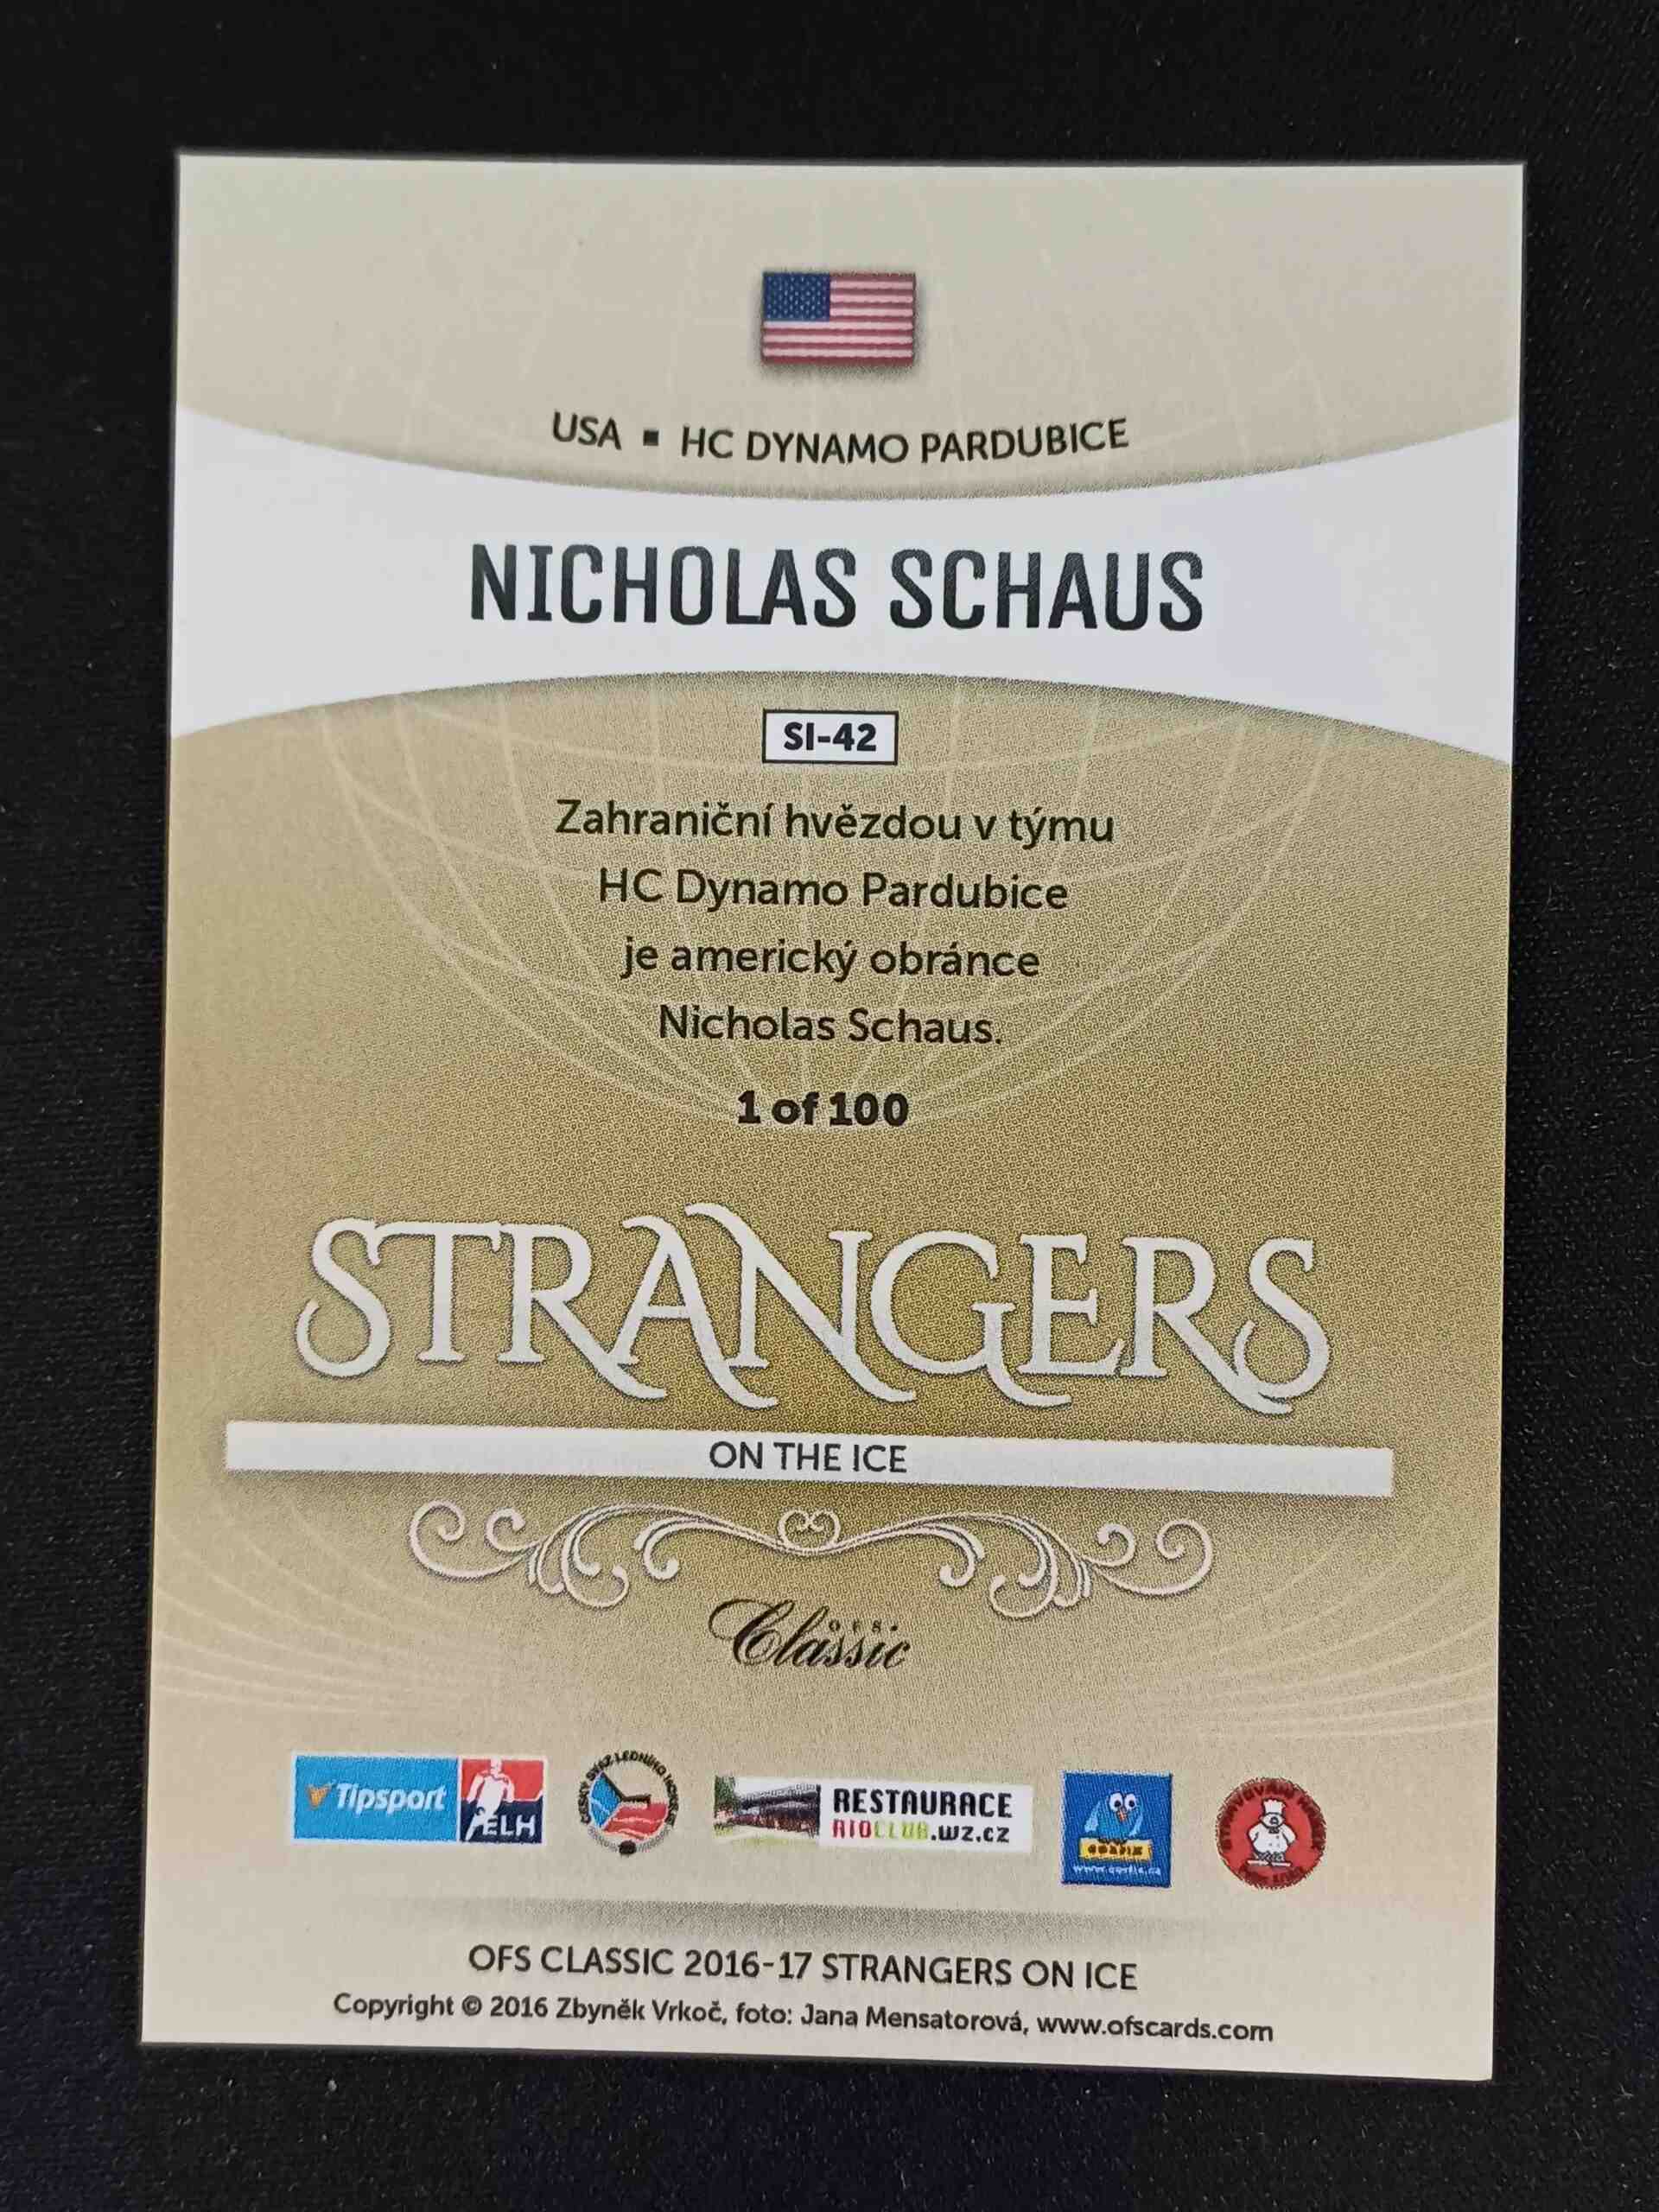 USA ▪ HC DYNAMO PARDUBICE
NICHOLAS SCHAUS
SI-42
Zahraniční hvězdou v týmu
HC Dynamo Pardubice
je americký obránce
Nicholas Schaus.
1 of 100
STRANGERS
ON THE ICE
OFS
Classic
Tipsport ELH
RESTAURACE
RIOCLUB.WZ.CZ
OFS CLASSIC 2016-17 STRANGERS ON ICE
Copyright © 2016 Zbyněk Vrkoč, foto: Jana Mensatorová, www.ofscards.com